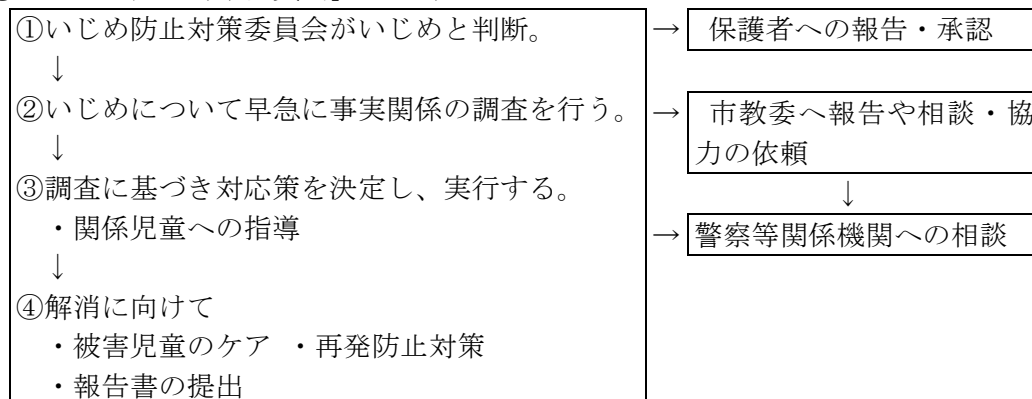 ①いじめ防止対策委員会がいじめと判断。
→ 保護者への報告・承認
↓
②いじめについて早急に事実関係の調査を行う。
→ 市教委へ報告や相談・協
力の依頼
↓
↓
③調査に基づき対応策を決定し、実行する。
・関係児童への指導
→ 警察等関係機関への相談
↓
④解消に向けて
・被害児童のケア ・再発防止対策
・報告書の提出